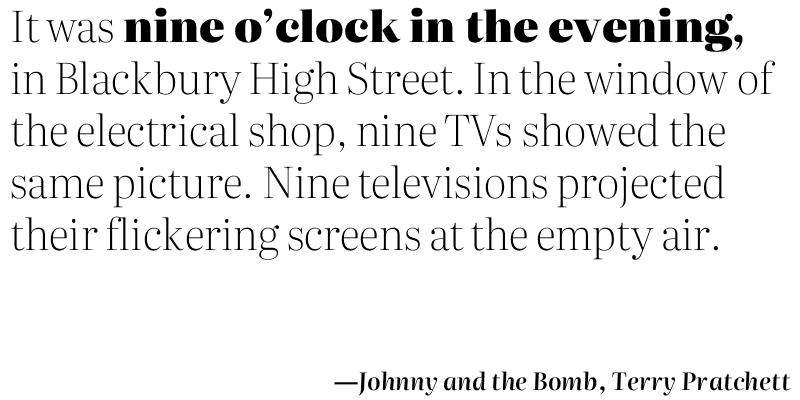 It was nine o’clock in the evening,
in Blackbury High Street. In the window of
the electrical shop, nine TVs showed the
same picture. Nine televisions projected
their flickering screens at the empty air.
—Johnny and the Bomb, Terry Pratchett